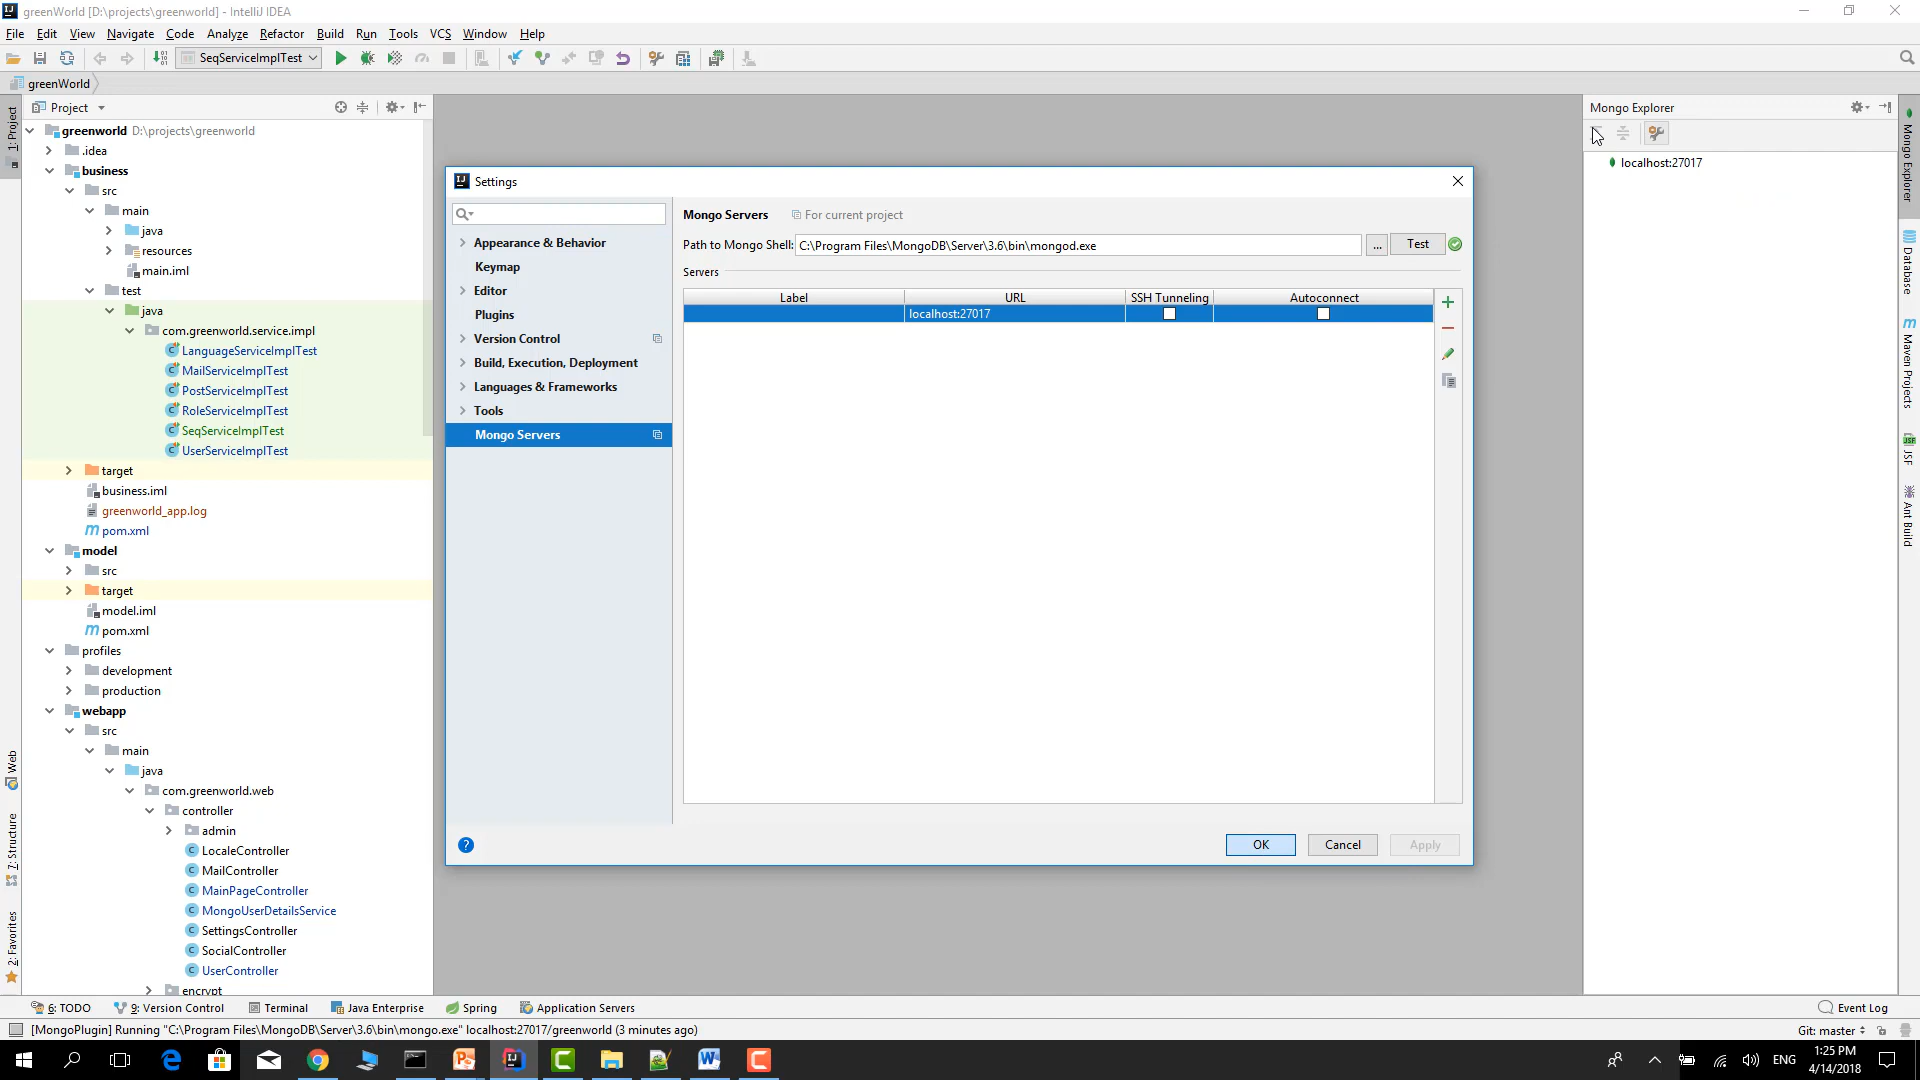 greenWorld [D:\projects\greenworld] - IntelliJ IDEA
File Edit View Navigate Code Analyze Refactor Build Run Tools VCS Window Help
SeqServiceImplTest
greenWorld
Project
Mongo Explorer
1: Project
greenworld D:\projects\greenworld
.idea
business
src
main
java
resources
main.iml
test
java
com.greenworld.service.impl
LanguageServiceImplTest
MailServiceImplTest
PostServiceImplTest
RoleServiceImplTest
SeqServiceImplTest
UserServiceImplTest
target
business.iml
greenworld_app.log
pom.xml
model
src
target
model.iml
pom.xml
profiles
development
production
webapp
src
main
java
com.greenworld.web
controller
admin
LocaleController
MailController
MainPageController
MongoUserDetailsService
SettingsController
SocialController
UserController
encrypt
Web
7: Structure
2: Favorites
Settings
Appearance & Behavior
Keymap
Editor
Plugins
Version Control
Build, Execution, Deployment
Languages & Frameworks
Tools
Mongo Servers
Mongo Servers For current project
Path to Mongo Shell: C:\Program Files\MongoDB\Server\3.6\bin\mongod.exe ... Test
Servers
Label URL SSH Tunneling Autoconnect
localhost:27017
? OK Cancel Apply
localhost:27017
Mongo Explorer
Database
Maven Projects
JSF
Ant Build
6: TODO 9: Version Control Terminal Java Enterprise Spring Application Servers Event Log
[MongoPlugin] Running "C:\Program Files\MongoDB\Server\3.6\bin\mongo.exe" localhost:27017/greenworld (3 minutes ago) Git: master
ENG 1:25 PM
4/14/2018